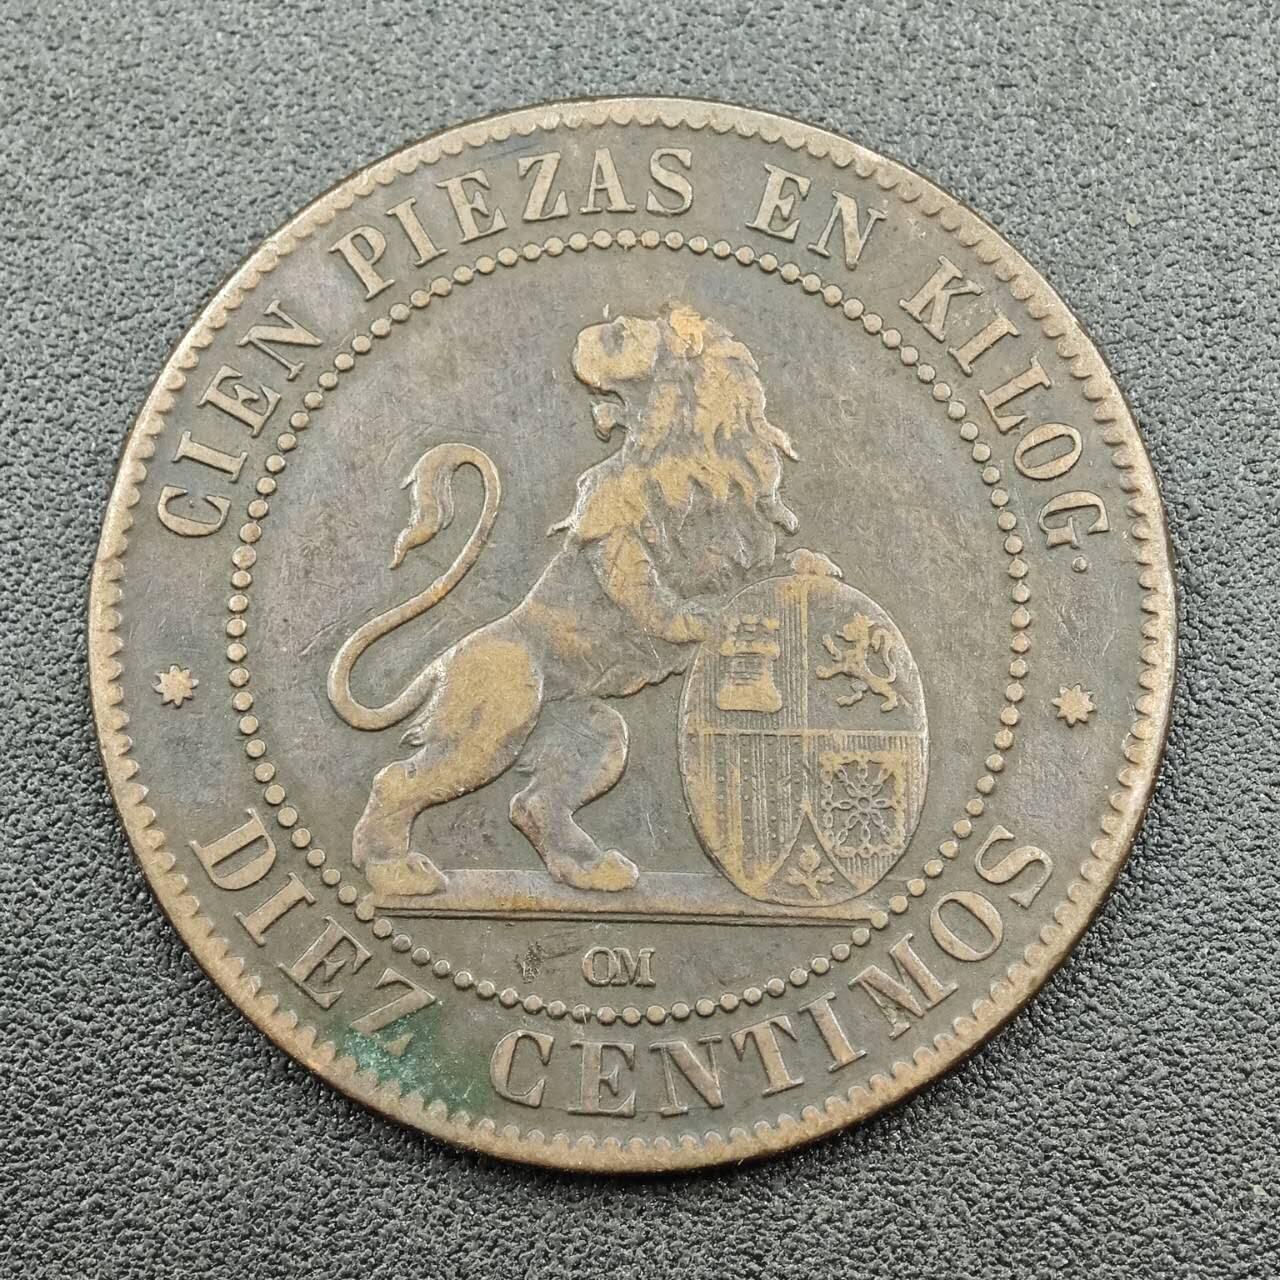 CIEN PIEZAS EN KILOG.
OM
DIEZ CENTIMOS